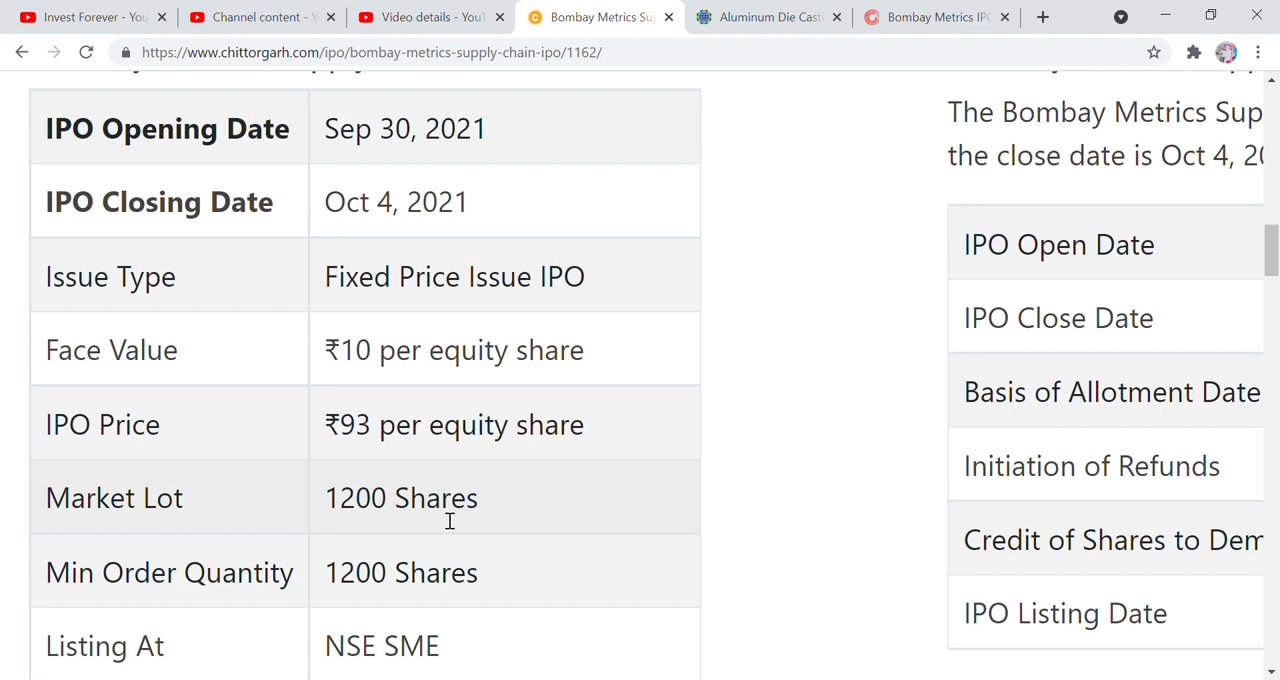 Invest Forever - You
Channel content - Y
Video details - YouT
Bombay Metrics Su
Aluminum Die Casti
Bombay Metrics IPO
https://www.chittorgarh.com/ipo/bombay-metrics-supply-chain-ipo/1162/
IPO Opening Date Sep 30, 2021
IPO Closing Date Oct 4, 2021
Issue Type Fixed Price Issue IPO
Face Value ₹10 per equity share
IPO Price ₹93 per equity share
Market Lot 1200 Shares
Min Order Quantity 1200 Shares
Listing At NSE SME
The Bombay Metrics Sup
the close date is Oct 4, 20
IPO Open Date
IPO Close Date
Basis of Allotment Date
Initiation of Refunds
Credit of Shares to Dem
IPO Listing Date